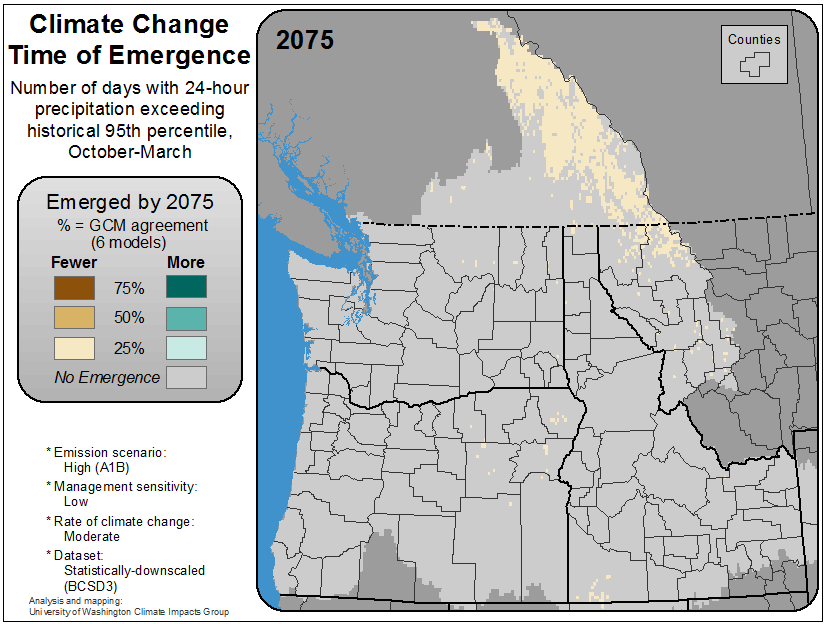 Climate Change
Time of Emergence
Number of days with 24-hour
precipitation exceeding
historical 95th percentile,
October-March
Emerged by 2075
% = GCM agreement
(6 models)
Fewer More
75%
50%
25%
No Emergence
* Emission scenario:
High (A1B)
* Management sensitivity:
Low
* Rate of climate change:
Moderate
* Dataset:
Statistically-downscaled
(BCSD3)
Analysis and mapping:
University of Washington Climate Impacts Group
2075
Counties